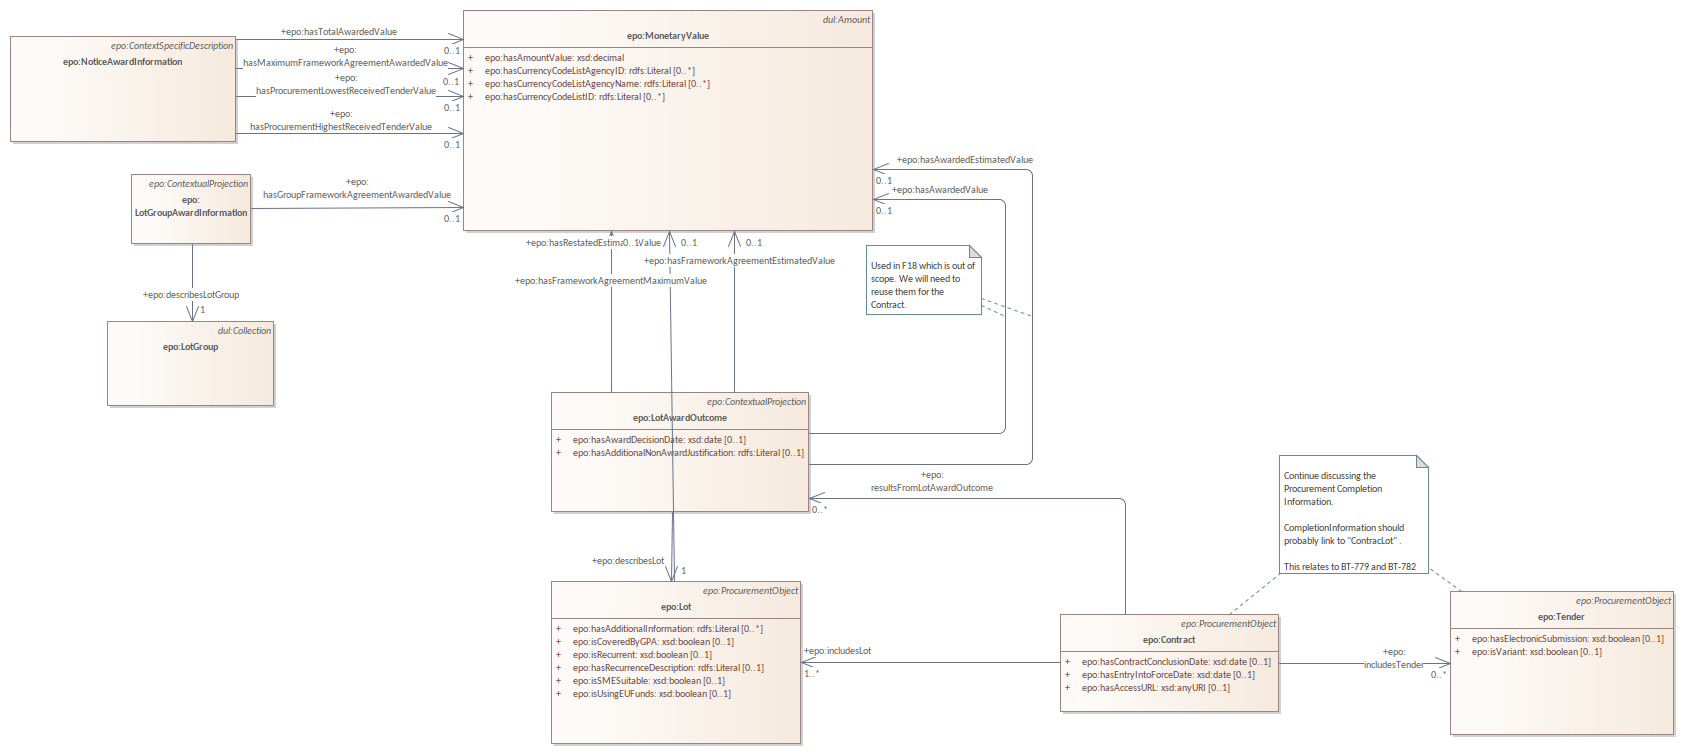 epo:ContextSpecificDescription
epo:NoticeAwardInformation
+epo:hasTotalAwardedValue
0..1
+epo:
hasMaximumFrameworkAgreementAwardedValue
0..1
+epo:
hasProcurementLowestReceivedTenderValue
0..1
+epo:
hasProcurementHighestReceivedTenderValue
0..1
dul:Amount
epo:MonetaryValue
+ epo:hasAmountValue: xsd:decimal
+ epo:hasCurrencyCodeListAgencyID: rdfs:Literal [0..*]
+ epo:hasCurrencyCodeListAgencyName: rdfs:Literal [0..*]
+ epo:hasCurrencyCodeListID: rdfs:Literal [0..*]
epo:ContextualProjection
epo:
LotGroupAwardInformation
+epo:
hasGroupFrameworkAgreementAwardedValue
0..1
+epo:describesLotGroup
1
dul:Collection
epo:LotGroup
+epo:hasAwardedEstimatedValue
0..1
+epo:hasAwardedValue
0..1
+epo:hasRestatedEstimatedValue
0..1
0..1
0..1
+epo:hasFrameworkAgreementEstimatedValue
+epo:hasFrameworkAgreementMaximumValue
Used in F18 which is out of
scope. We will need to
reuse them for the
Contract.
epo:ContextualProjection
epo:LotAwardOutcome
+ epo:hasAwardDecisionDate: xsd:date [0..1]
+ epo:hasAdditionalNonAwardJustification: rdfs:Literal [0..1]
+epo:
resultsFromLotAwardOutcome
0..*
Continue discussing the
Procurement Completion
Information.
CompletionInformation should
probably link to "ContracLot" .
This relates to BT-779 and BT-782
+epo:describesLot
1
epo:ProcurementObject
epo:Lot
+ epo:hasAdditionalInformation: rdfs:Literal [0..*]
+ epo:isCoveredByGPA: xsd:boolean [0..1]
+ epo:isRecurrent: xsd:boolean [0..1]
+ epo:hasRecurrenceDescription: rdfs:Literal [0..1]
+ epo:isSMESuitable: xsd:boolean [0..1]
+ epo:isUsingEUFunds: xsd:boolean [0..1]
+epo:includesLot
1..*
epo:ProcurementObject
epo:Contract
+ epo:hasContractConclusionDate: xsd:date [0..1]
+ epo:hasEntryIntoForceDate: xsd:date [0..1]
+ epo:hasAccessURL: xsd:anyURI [0..1]
+epo:
includesTender
0..*
epo:ProcurementObject
epo:Tender
+ epo:hasElectronicSubmission: xsd:boolean [0..1]
+ epo:isVariant: xsd:boolean [0..1]